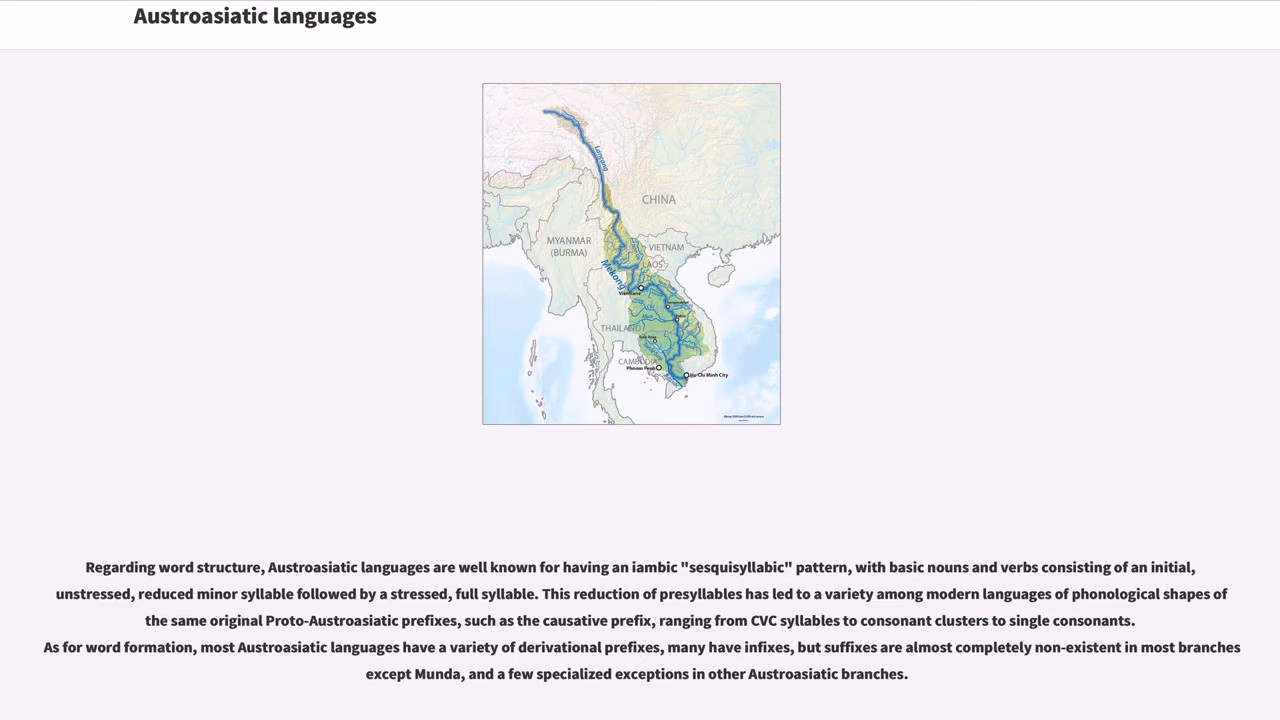 Austroasiatic languages
Lancang
CHINA
MYANMAR
(BURMA)
VIETNAM
LAOS
Mekong
Vientiane
Mun
THAILAND
CAMBODIA
Phnom Penh
Ho Chi Minh City
Regarding word structure, Austroasiatic languages are well known for having an iambic "sesquisyllabic" pattern, with basic nouns and verbs consisting of an initial,
unstressed, reduced minor syllable followed by a stressed, full syllable. This reduction of presyllables has led to a variety among modern languages of phonological shapes of
the same original Proto-Austroasiatic prefixes, such as the causative prefix, ranging from CVC syllables to consonant clusters to single consonants.
As for word formation, most Austroasiatic languages have a variety of derivational prefixes, many have infixes, but suffixes are almost completely non-existent in most branches
except Munda, and a few specialized exceptions in other Austroasiatic branches.